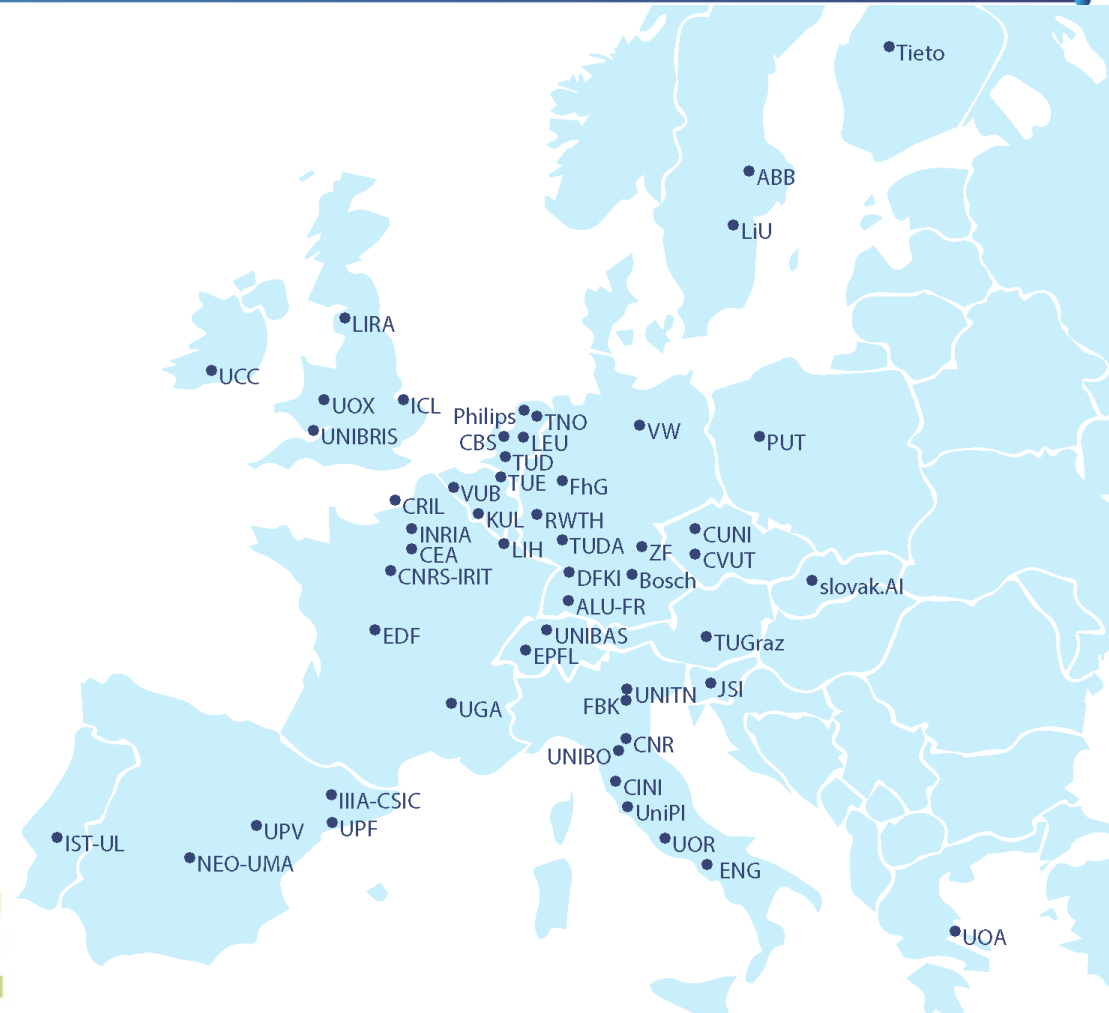 Tieto
ABB
LiU
LIRA
UCC
UOX
ICL
UNIBRIS
Philips
TNO
CBS
LEU
TUD
TUE
VW
PUT
VUB
FhG
CRIL
KUL
RWTH
INRIA
CEA
LIH
TUDA
ZF
CUNI
CVUT
CNRS-IRIT
DFKI
Bosch
slovak.AI
ALU-FR
EDF
UNIBAS
EPFL
TUGraz
UGA
UNITN
FBK
JSI
CNR
UNIBO
CINI
UniPI
IIIA-CSIC
UPF
UPV
IST-UL
NEO-UMA
UOR
ENG
UOA